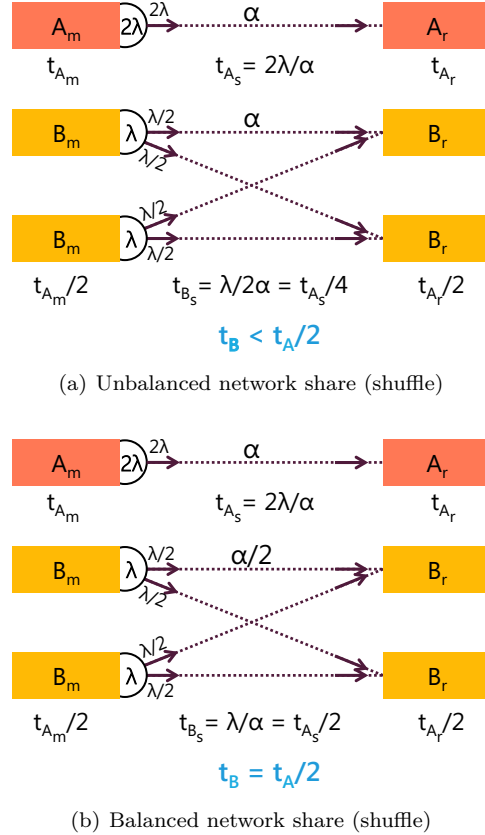 A_m 2λ 2λ α A_r
t_{A_m} t_{A_s} = 2λ/α t_{A_r}
B_m λ λ/2 α B_r
λ/2
λ/2
B_m λ B_r
λ/2
t_{A_m}/2 t_{B_s} = λ/2α = t_{A_s}/4 t_{A_r}/2
t_B < t_A/2
(a) Unbalanced network share (shuffle)
A_m 2λ 2λ α A_r
t_{A_m} t_{A_s} = 2λ/α t_{A_r}
B_m λ λ/2 α/2 B_r
λ/2
λ/2
B_m λ B_r
λ/2
t_{A_m}/2 t_{B_s} = λ/α = t_{A_s}/2 t_{A_r}/2
t_B = t_A/2
(b) Balanced network share (shuffle)